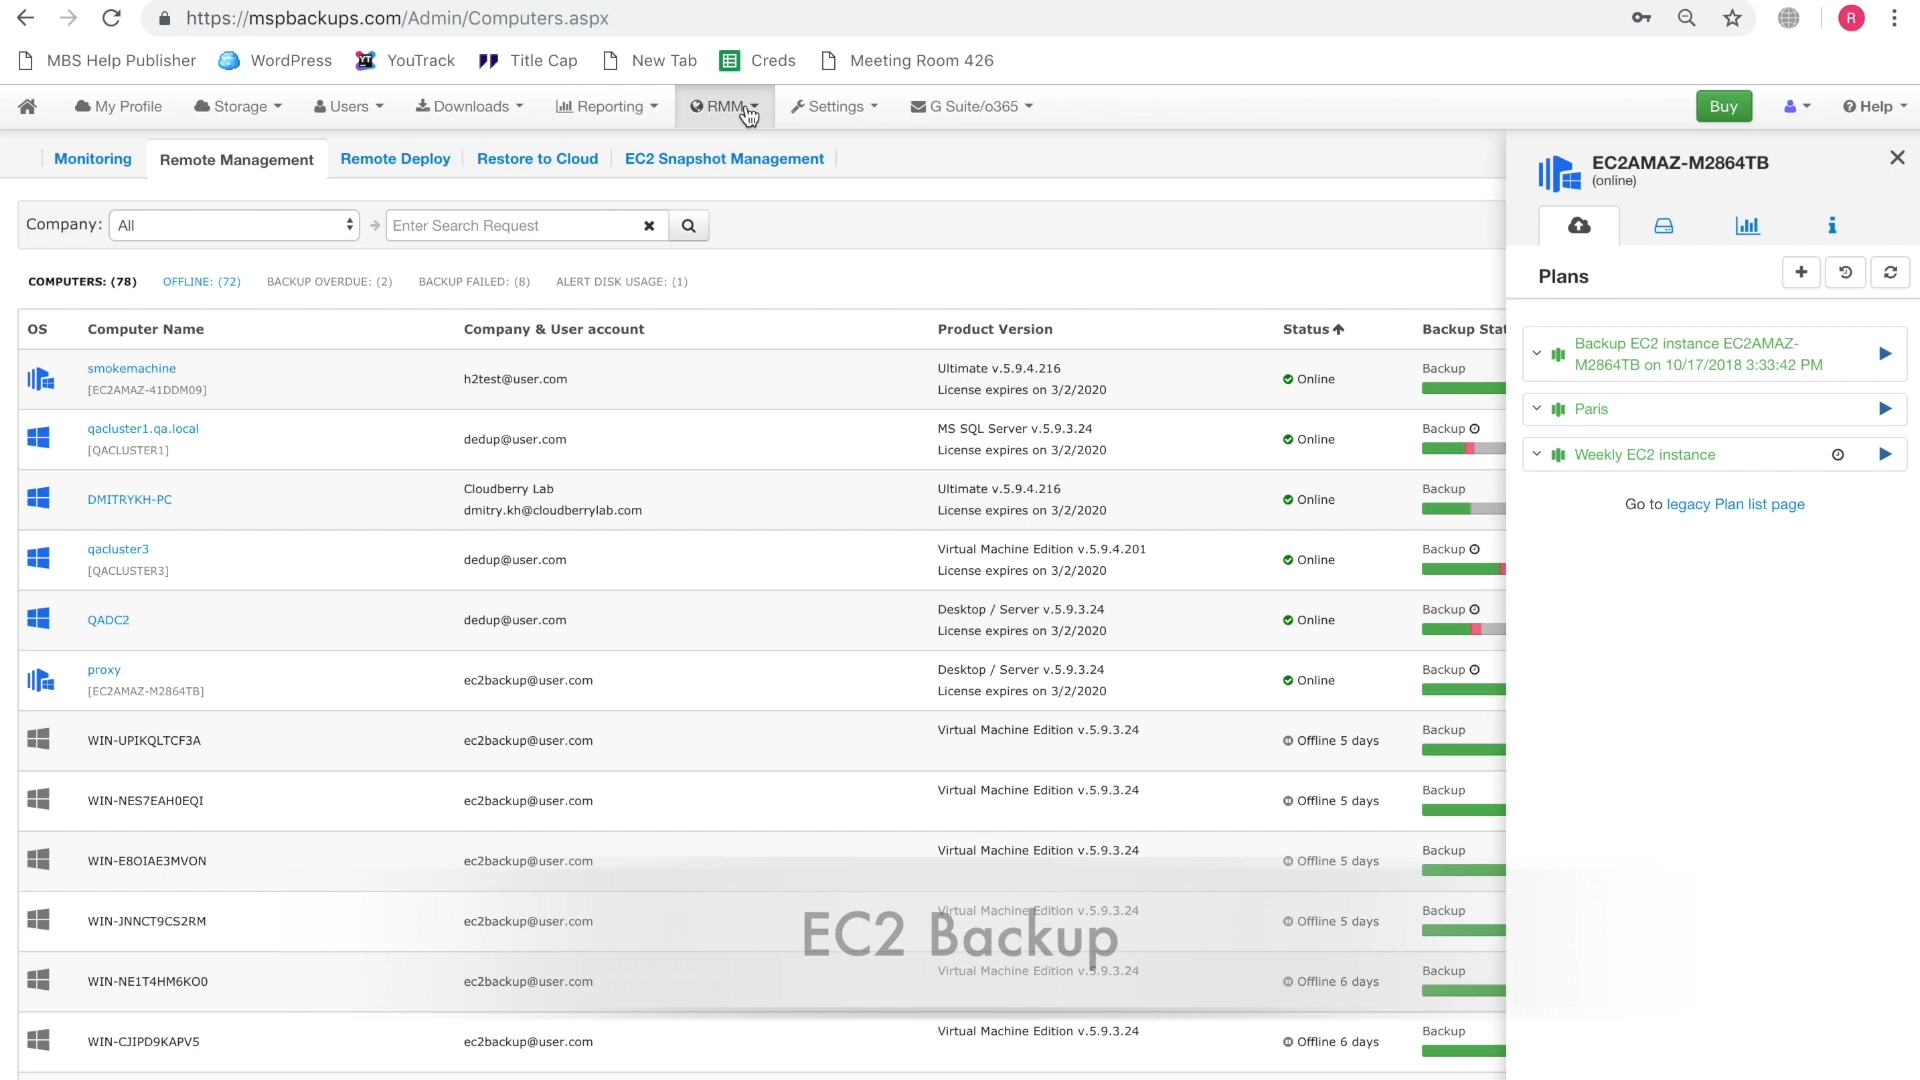 https://mspbackups.com/Admin/Computers.aspx
R
MBS Help Publisher WordPress YouTrack Title Cap New Tab Creds Meeting Room 426
My Profile Storage Users Downloads Reporting RMM Settings G Suite/o365 Buy Help
Monitoring Remote Management Remote Deploy Restore to Cloud EC2 Snapshot Management
Company: All Enter Search Request
COMPUTERS: (78) OFFLINE: (72) BACKUP OVERDUE: (2) BACKUP FAILED: (8) ALERT DISK USAGE: (1)
OS Computer Name Company & User account Product Version Status Backup Stat
smokemachine Ultimate v.5.9.4.216 Backup
h2test@user.com Online
[EC2AMAZ-41DDM09] License expires on 3/2/2020
qacluster1.qa.local MS SQL Server v.5.9.3.24 Backup
dedup@user.com Online
[QACLUSTER1] License expires on 3/2/2020
Cloudberry Lab Ultimate v.5.9.4.216 Backup
DMITRYKH-PC Online
dmitry.kh@cloudberrylab.com License expires on 3/2/2020
qacluster3 Virtual Machine Edition v.5.9.4.201 Backup
dedup@user.com Online
[QACLUSTER3] License expires on 3/2/2020
Desktop / Server v.5.9.3.24 Backup
QADC2 dedup@user.com Online
License expires on 3/2/2020
proxy Desktop / Server v.5.9.3.24 Backup
ec2backup@user.com Online
[EC2AMAZ-M2864TB] License expires on 3/2/2020
Virtual Machine Edition v.5.9.3.24 Backup
WIN-UPIKQLTCF3A ec2backup@user.com Offline 5 days
Virtual Machine Edition v.5.9.3.24 Backup
WIN-NES7EAH0EQI ec2backup@user.com Offline 5 days
Virtual Machine Edition v.5.9.3.24 Backup
WIN-E8OIAE3MVON ec2backup@user.com Offline 5 days
Virtual Machine Edition v.5.9.3.24 Backup
WIN-JNNCT9CS2RM ec2backup@user.com Offline 5 days
EC2 Backup
Virtual Machine Edition v.5.9.3.24 Backup
WIN-NE1T4HM6KO0 ec2backup@user.com Offline 6 days
Virtual Machine Edition v.5.9.3.24 Backup
WIN-CJIPD9KAPV5 ec2backup@user.com Offline 6 days
EC2AMAZ-M2864TB
(online)
Plans
Backup EC2 instance EC2AMAZ-
M2864TB on 10/17/2018 3:33:42 PM
Paris
Weekly EC2 instance
Go to legacy Plan list page